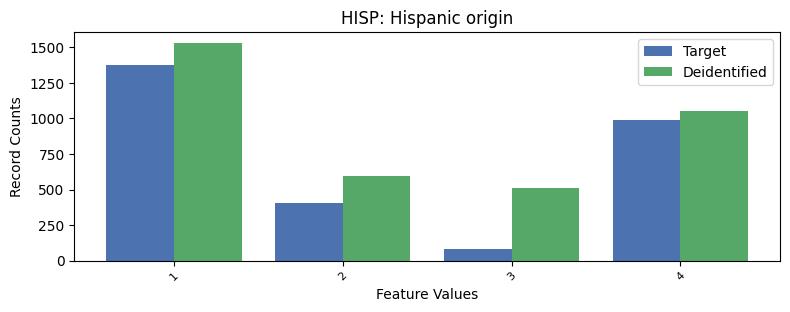 HISP: Hispanic origin
Record Counts
1500
1250
1000
750
500
250
0
Target
Deidentified
1
2
3
4
Feature Values